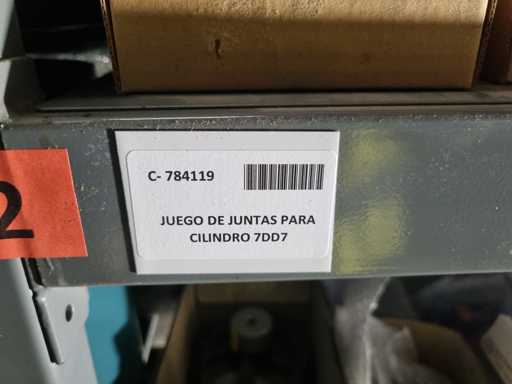 C- 784119
JUEGO DE JUNTAS PARA
CILINDRO 7DD7
2